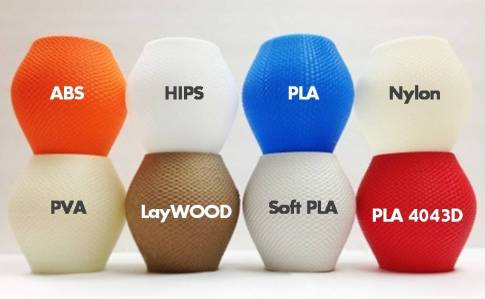 ABS
HIPS
PLA
Nylon
PVA
LayWOOD
Soft PLA
PLA 4043D